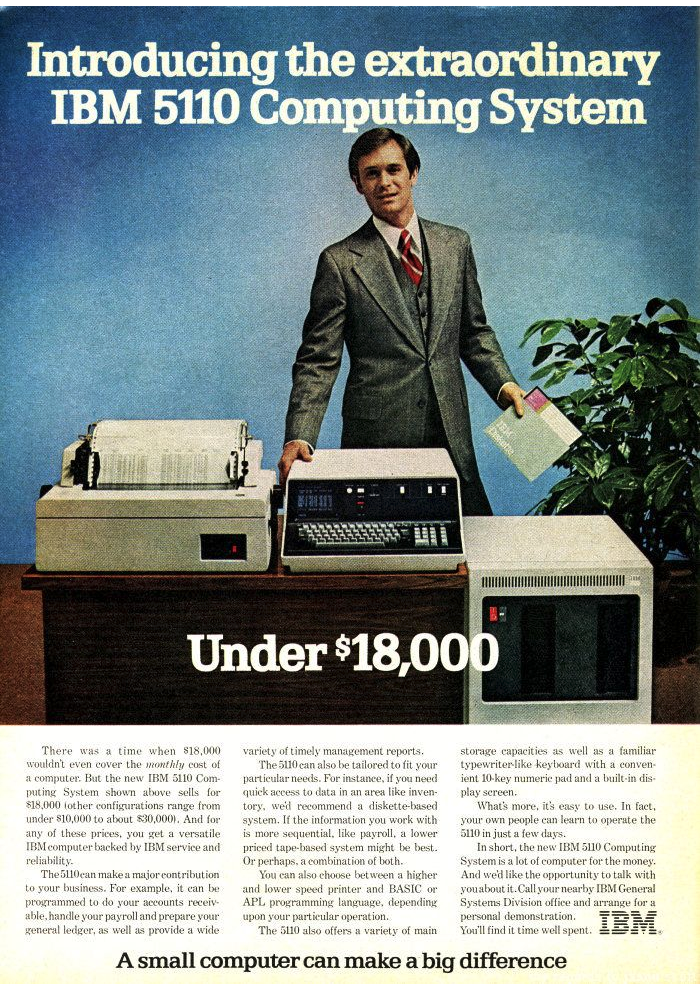 Introducing the extraordinary
IBM 5110 Computing System
IBM
Diskette
IBM
Under $18,000
There was a time when $18,000
wouldn't even cover the monthly cost of
a computer. But the new IBM 5110 Com-
puting System shown above sells for
$18,000 (other configurations range from
under $10,000 to about $30,000). And for
any of these prices, you get a versatile
IBM computer backed by IBM service and
reliability.
The 5110 can make a major contribution
to your business. For example, it can be
programmed to do your accounts receiv-
able, handle your payroll and prepare your
general ledger, as well as provide a wide
variety of timely management reports.
The 5110 can also be tailored to fit your
particular needs. For instance, if you need
quick access to data in an area like inven-
tory, we'd recommend a diskette-based
system. If the information you work with
is more sequential, like payroll, a lower
priced tape-based system might be best.
Or perhaps, a combination of both.
You can also choose between a higher
and lower speed printer and BASIC or
APL programming language, depending
upon your particular operation.
The 5110 also offers a variety of main
storage capacities as well as a familiar
typewriter-like keyboard with a conven-
ient 10-key numeric pad and a built-in dis-
play screen.
What's more, it's easy to use. In fact,
your own people can learn to operate the
5110 in just a few days.
In short, the new IBM 5110 Computing
System is a lot of computer for the money.
And we'd like the opportunity to talk with
you about it. Call your nearby IBM General
Systems Division office and arrange for a
personal demonstration.
You'll find it time well spent.
IBM®
A small computer can make a big difference